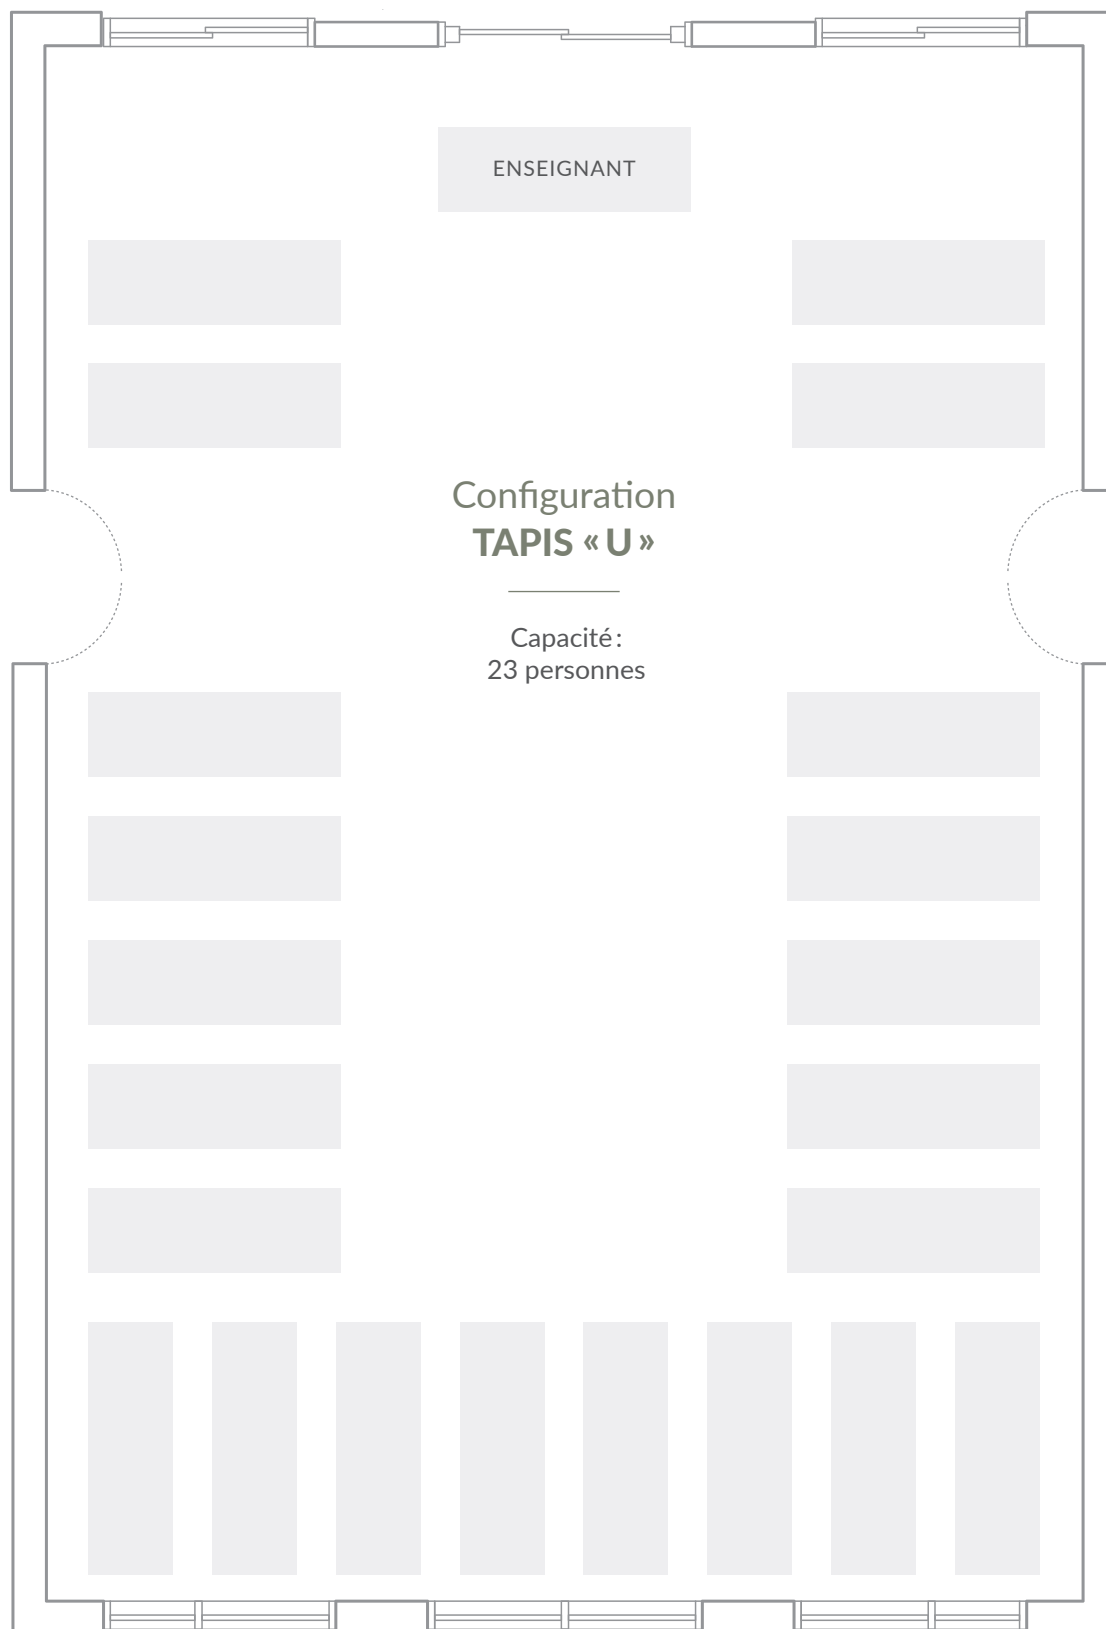 ENSEIGNANT
Configuration
TAPIS « U »
Capacité :
23 personnes